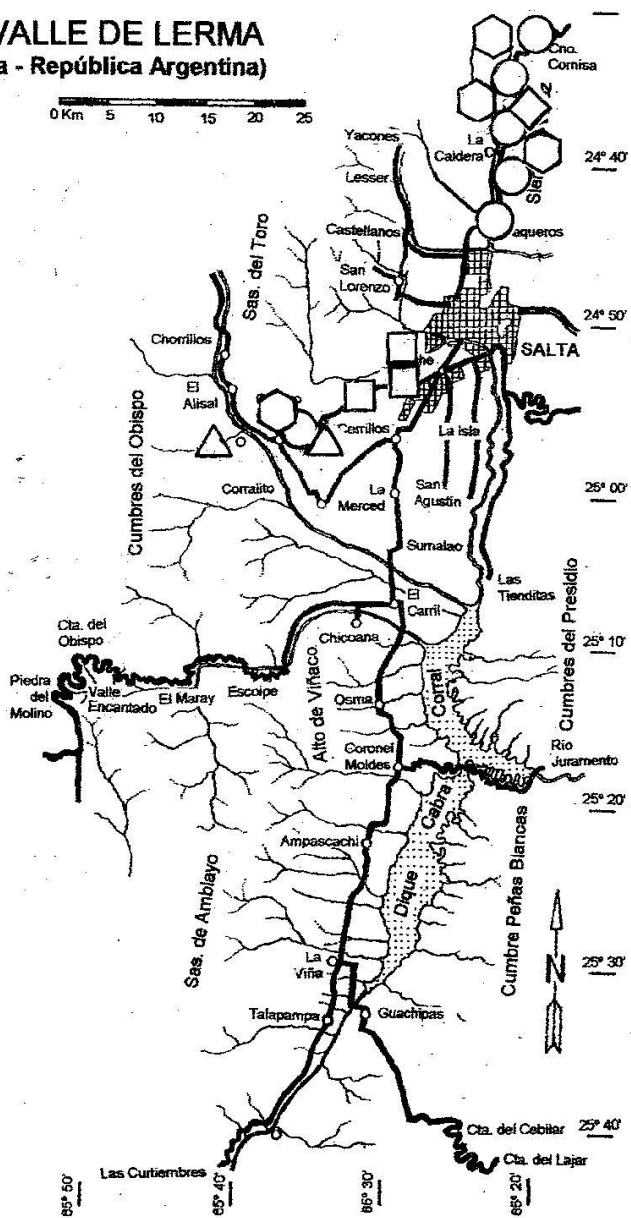 VALLE DE LERMA
- República Argentina)
0 Km 5 10 15 20 25
Cno.
Cornisa
Yacones
La
Caldera
24° 40'
Lesser
Castellanos
aqueros
San
Lorenzo
Sas. del Toro
24° 50'
Chorrillos
SALTA
El
Alisal
Cerrillos
La Isla
Cumbres del Obispo
Corralito
La
Merced
San
Agustín
25° 00'
Sumalao
Las
Tienditas
El
Carril
Chicoana
Cumbres del Presidio
25° 10'
Cta. del
Obispo
Piedra
del
Molino
Valle
Encantado
El Maray
Escoipe
Alto de Viñaco
Osma
Corral
Coronel
Moldes
Río
Juramento
25° 20'
Cabra
Ampascachi
Dique
Cumbre Peñas Blancas
Sas. de Amblayo
La
Viña
N
25° 30'
Talapampa
Guachipas
Cta. del Cebilar
25° 40'
Cta. del Lajar
Las Curtiembres
65° 50'
65° 40'
65° 30'
65° 20'